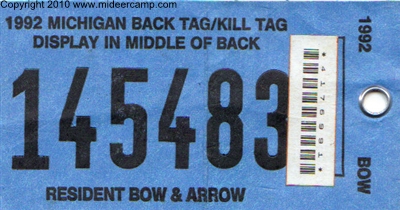 Copyright 2010 www.mideercamp.com
1992 MICHIGAN BACK TAG/KILL TAG
DISPLAY IN MIDDLE OF BACK
145483
RESIDENT BOW & ARROW
1992
BOW